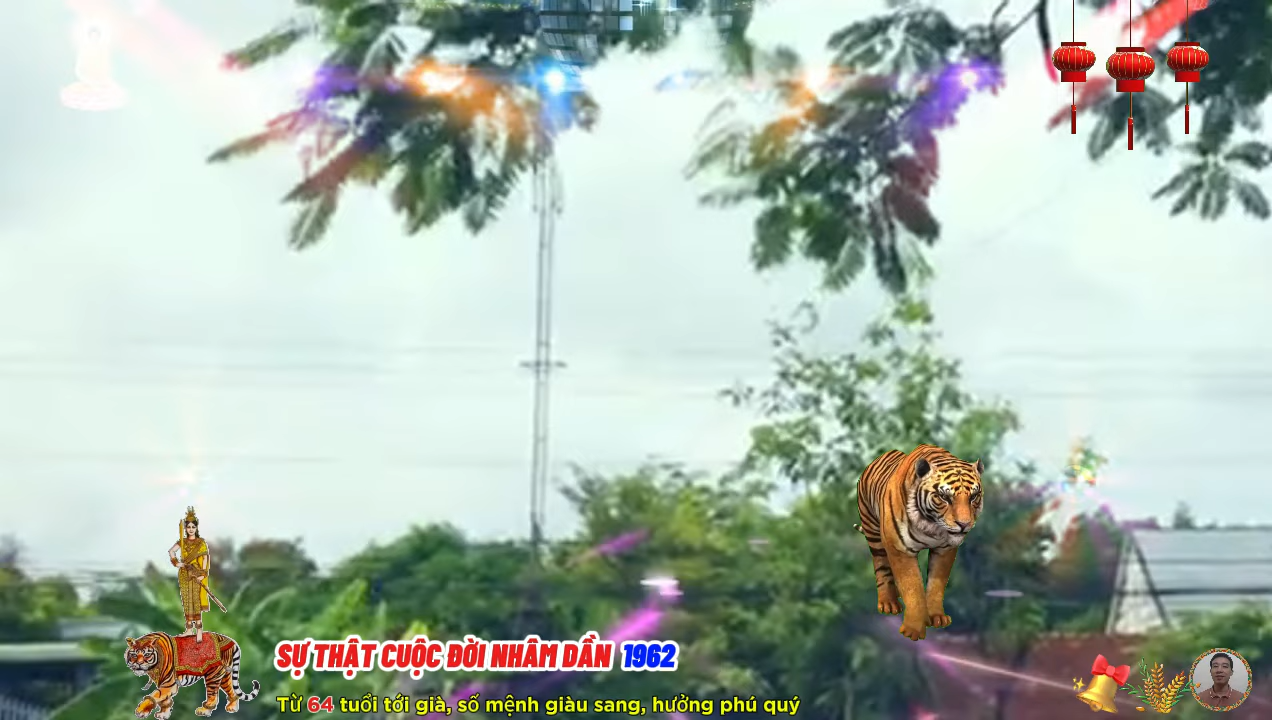 SỰ THẬT CUỘC ĐỜI NHÂM DẦN 1962
Từ 64 tuổi tới già, số mệnh giàu sang, hưởng phú quý